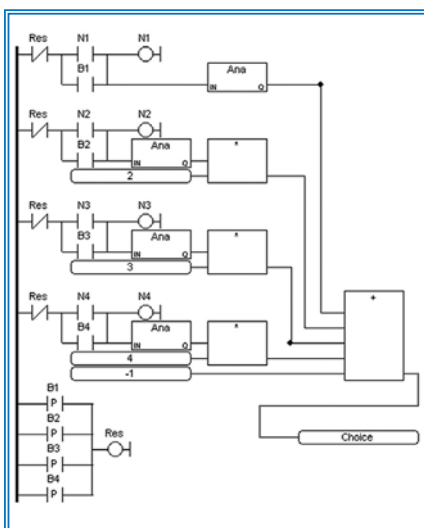 Res N1 N1
B1
Ana
IN Q
+
Res N2 N2
B2
Ana
IN Q
*
2
Res N3 N3
B3
Ana
IN Q
*
3
Res N4 N4
B4
Ana
IN Q
*
4
-1
B1
P
B2
P
Res
B3
P
B4
P
Choice